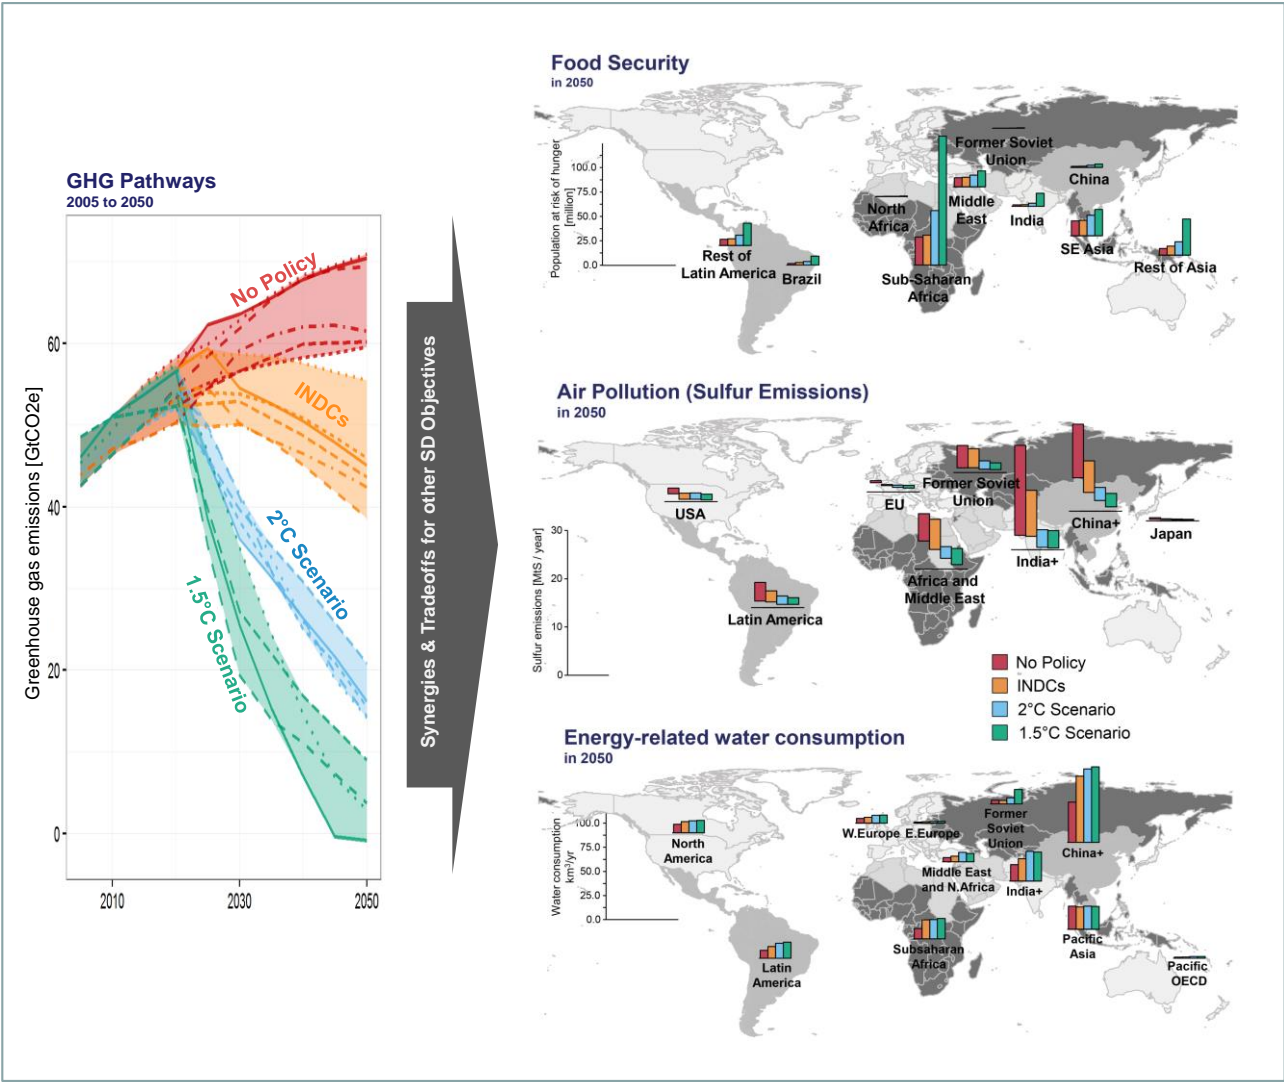 GHG Pathways
2005 to 2050
Greenhouse gas emissions [GtCO2e]
60
40
20
0
2010
2030
2050
No Policy
INDCs
2°C Scenario
1.5°C Scenario
Synergies & Tradeoffs for other SD Objectives
Food Security
in 2050
Population at risk of hunger
[million]
100.0
75.0
50.0
25.0
0.0
Rest of
Latin America
Brazil
North
Africa
Sub-Saharan
Africa
Former Soviet
Union
Middle
East
India
China
SE Asia
Rest of Asia
Air Pollution (Sulfur Emissions)
in 2050
Sulfur emissions [MtS / year]
30
20
10
0
USA
Latin America
EU
Former Soviet
Union
Africa and
Middle East
India+
China+
Japan
No Policy
INDCs
2°C Scenario
1.5°C Scenario
Energy-related water consumption
in 2050
Water consumption
km³/yr
100.0
75.0
50.0
25.0
0.0
North
America
Latin
America
W.Europe
E.Europe
Former
Soviet
Union
Middle East
and N.Africa
Subsaharan
Africa
India+
China+
Pacific
Asia
Pacific
OECD